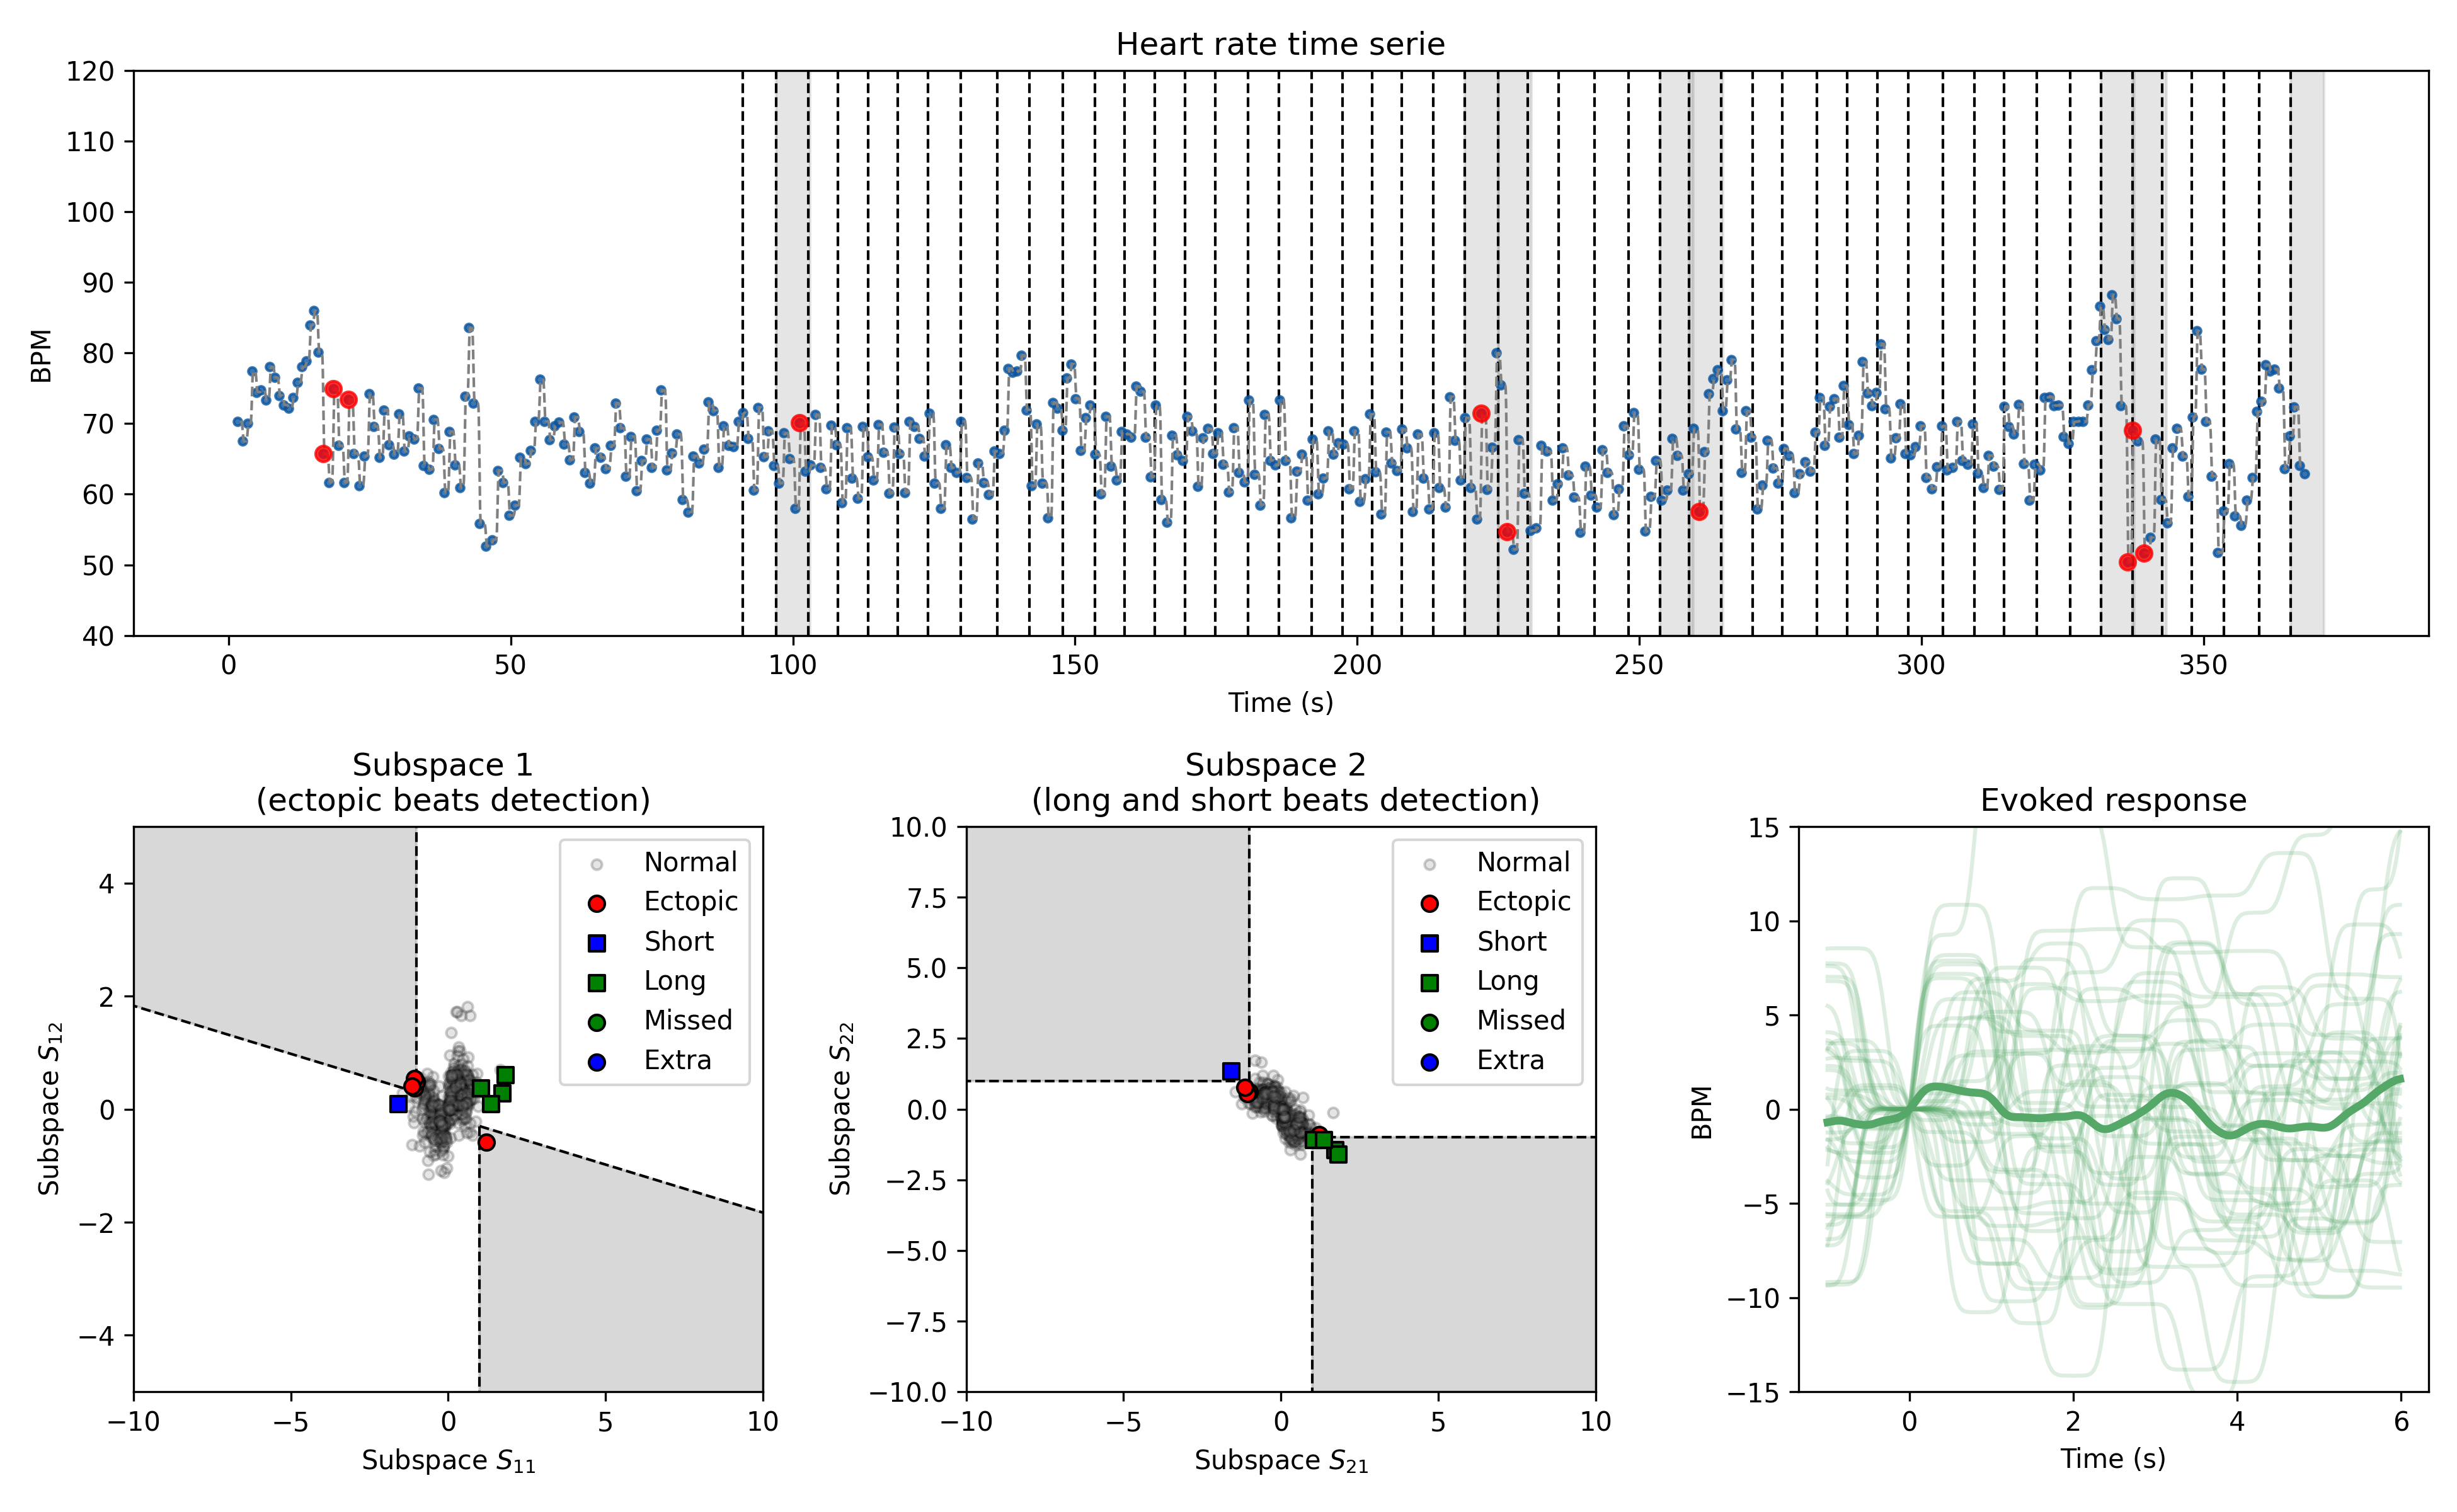 Heart rate time serie
120
110
100
90
80
70
60
50
40
BPM
0 50 100 150 200 250 300 350
Time (s)
Subspace 1
(ectopic beats detection)
4
2
0
−2
−4
Subspace S12
−10 −5 0 5 10
Subspace S11
Normal
Ectopic
Short
Long
Missed
Extra
Subspace 2
(long and short beats detection)
10.0
7.5
5.0
2.5
0.0
−2.5
−5.0
−7.5
−10.0
Subspace S22
−10 −5 0 5 10
Subspace S21
Normal
Ectopic
Short
Long
Missed
Extra
Evoked response
15
10
5
0
−5
−10
−15
BPM
0 2 4 6
Time (s)